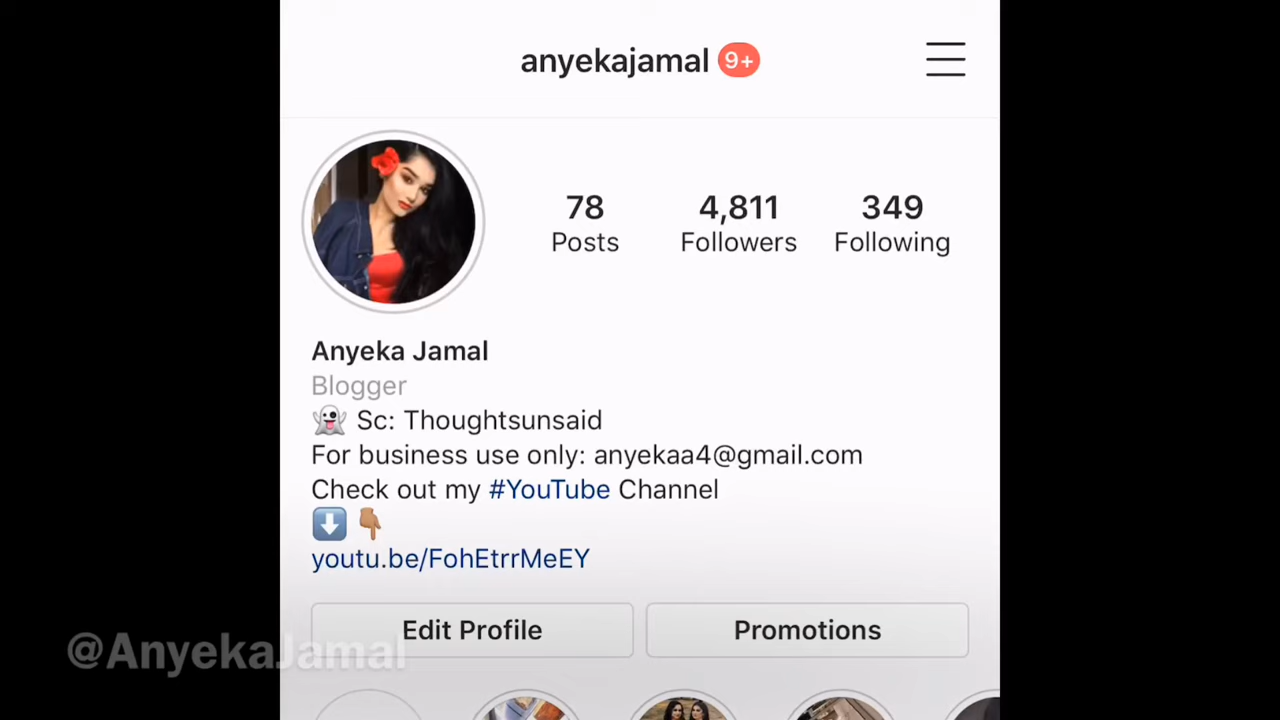 anyekajamal 9+
78 4,811 349
Posts Followers Following
Anyeka Jamal
Blogger
👻 Sc: Thoughtsunsaid
For business use only: anyekaa4@gmail.com
Check out my #YouTube Channel
⬇️ 👇🏽
youtu.be/FohEtrrMeEY
Edit Profile Promotions
@AnyekaJamal